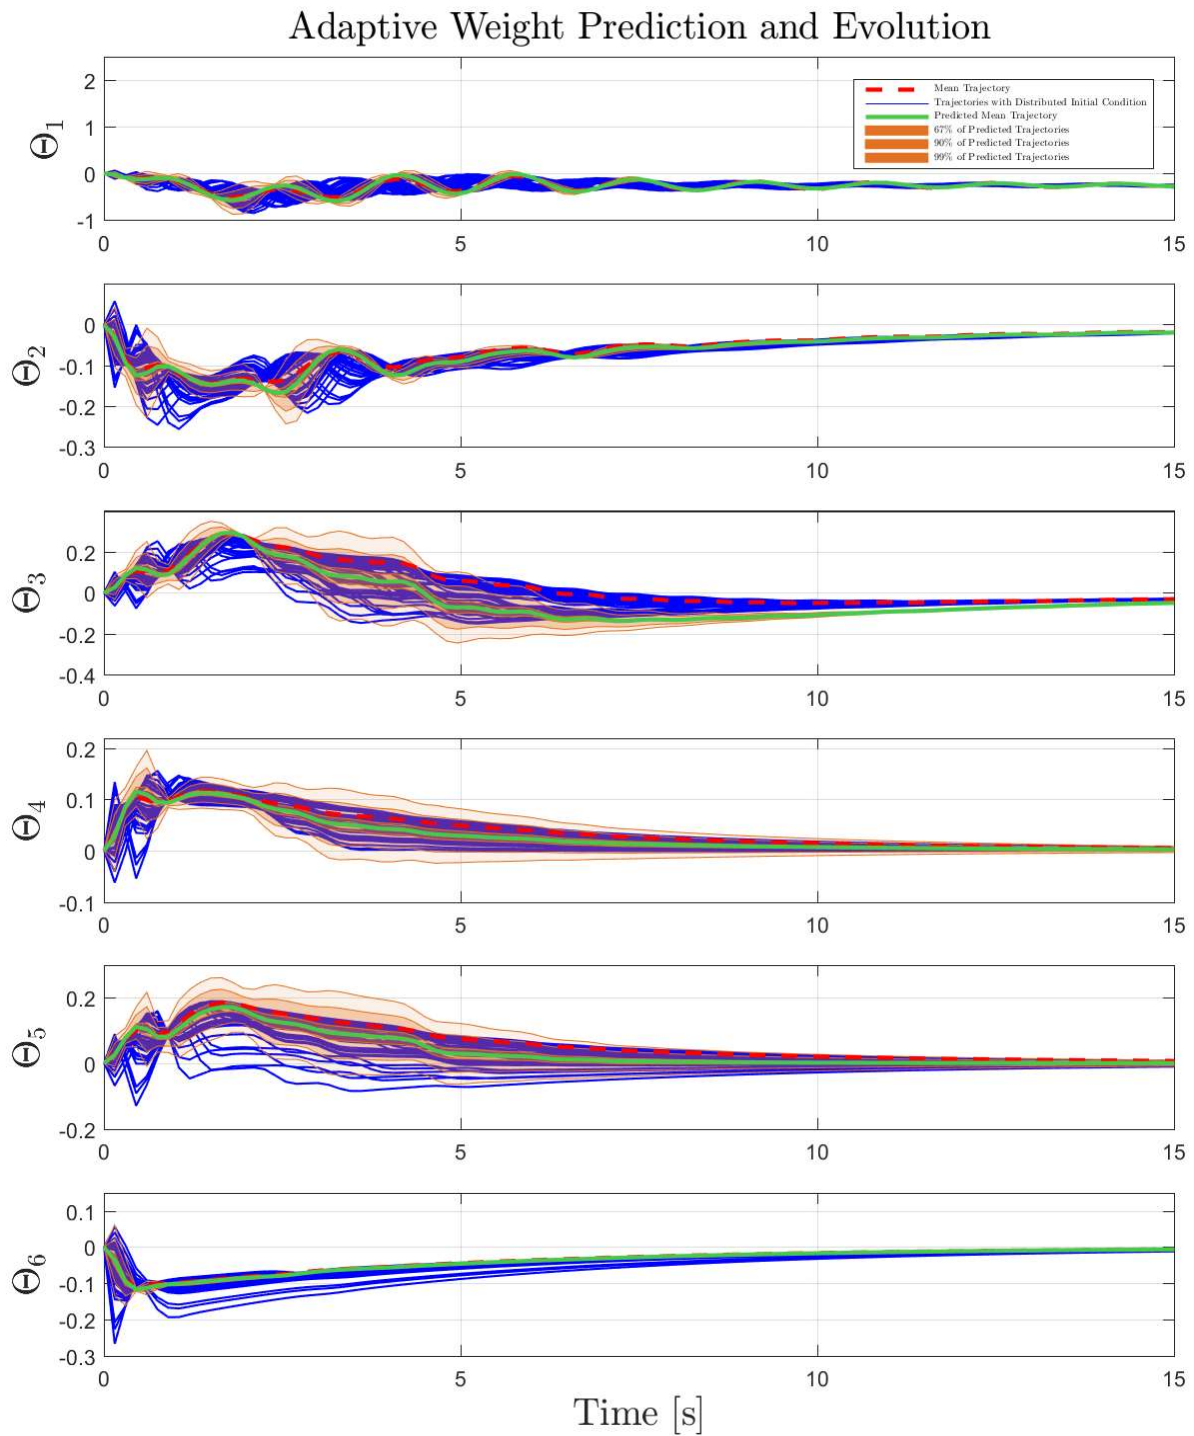 Adaptive Weight Prediction and Evolution
Θ1
2
1
0
-1
0 5 10 15
Mean Trajectory
Trajectories with Distributed Initial Condition
Predicted Mean Trajectory
67% of Predicted Trajectories
90% of Predicted Trajectories
99% of Predicted Trajectories
Θ2
0
-0.1
-0.2
-0.3
0 5 10 15
Θ3
0.2
0
-0.2
-0.4
0 5 10 15
Θ4
0.2
0.1
0
-0.1
0 5 10 15
Θ5
0.2
0
-0.2
0 5 10 15
Θ6
0.1
0
-0.1
-0.2
-0.3
0 5 10 15
Time [s]